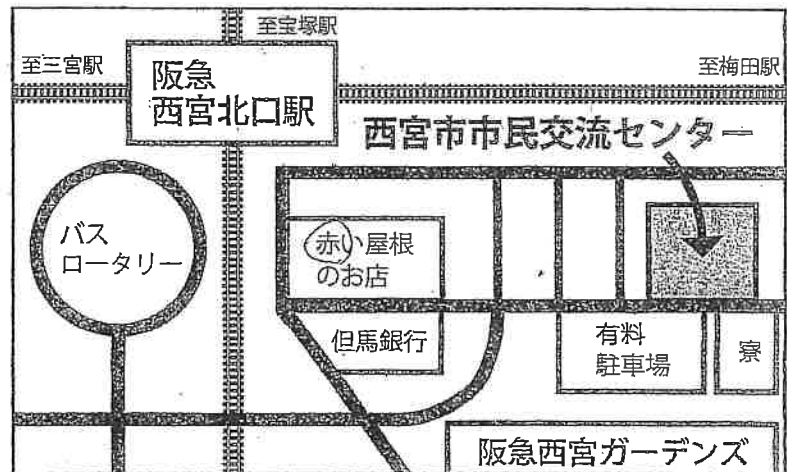 至宝塚駅
至三宮駅
阪急
西宮北口駅
至梅田駅
西宮市市民交流センター
バス
ロータリー
赤い屋根
のお店
但馬銀行
有料
駐車場
寮
阪急西宮ガーデンズ